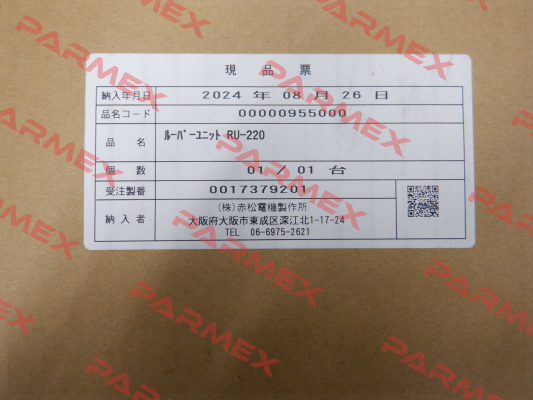 現 品 票
納入年月日 2024 年 08 月 26 日
品名コード 00000955000
品 名 ﾙｰﾊﾞｰﾕﾆｯﾄ RU-220
個 数 01 / 01 台
受注製番 0017379201
納 入 者 (株)赤松電機製作所
大阪府大阪市東成区深江北1-17-24
TEL 06-6975-2621
PARMEX
PARMEX
PARMEX
PARMEX
PARMEX
PARMEX
PARMEX